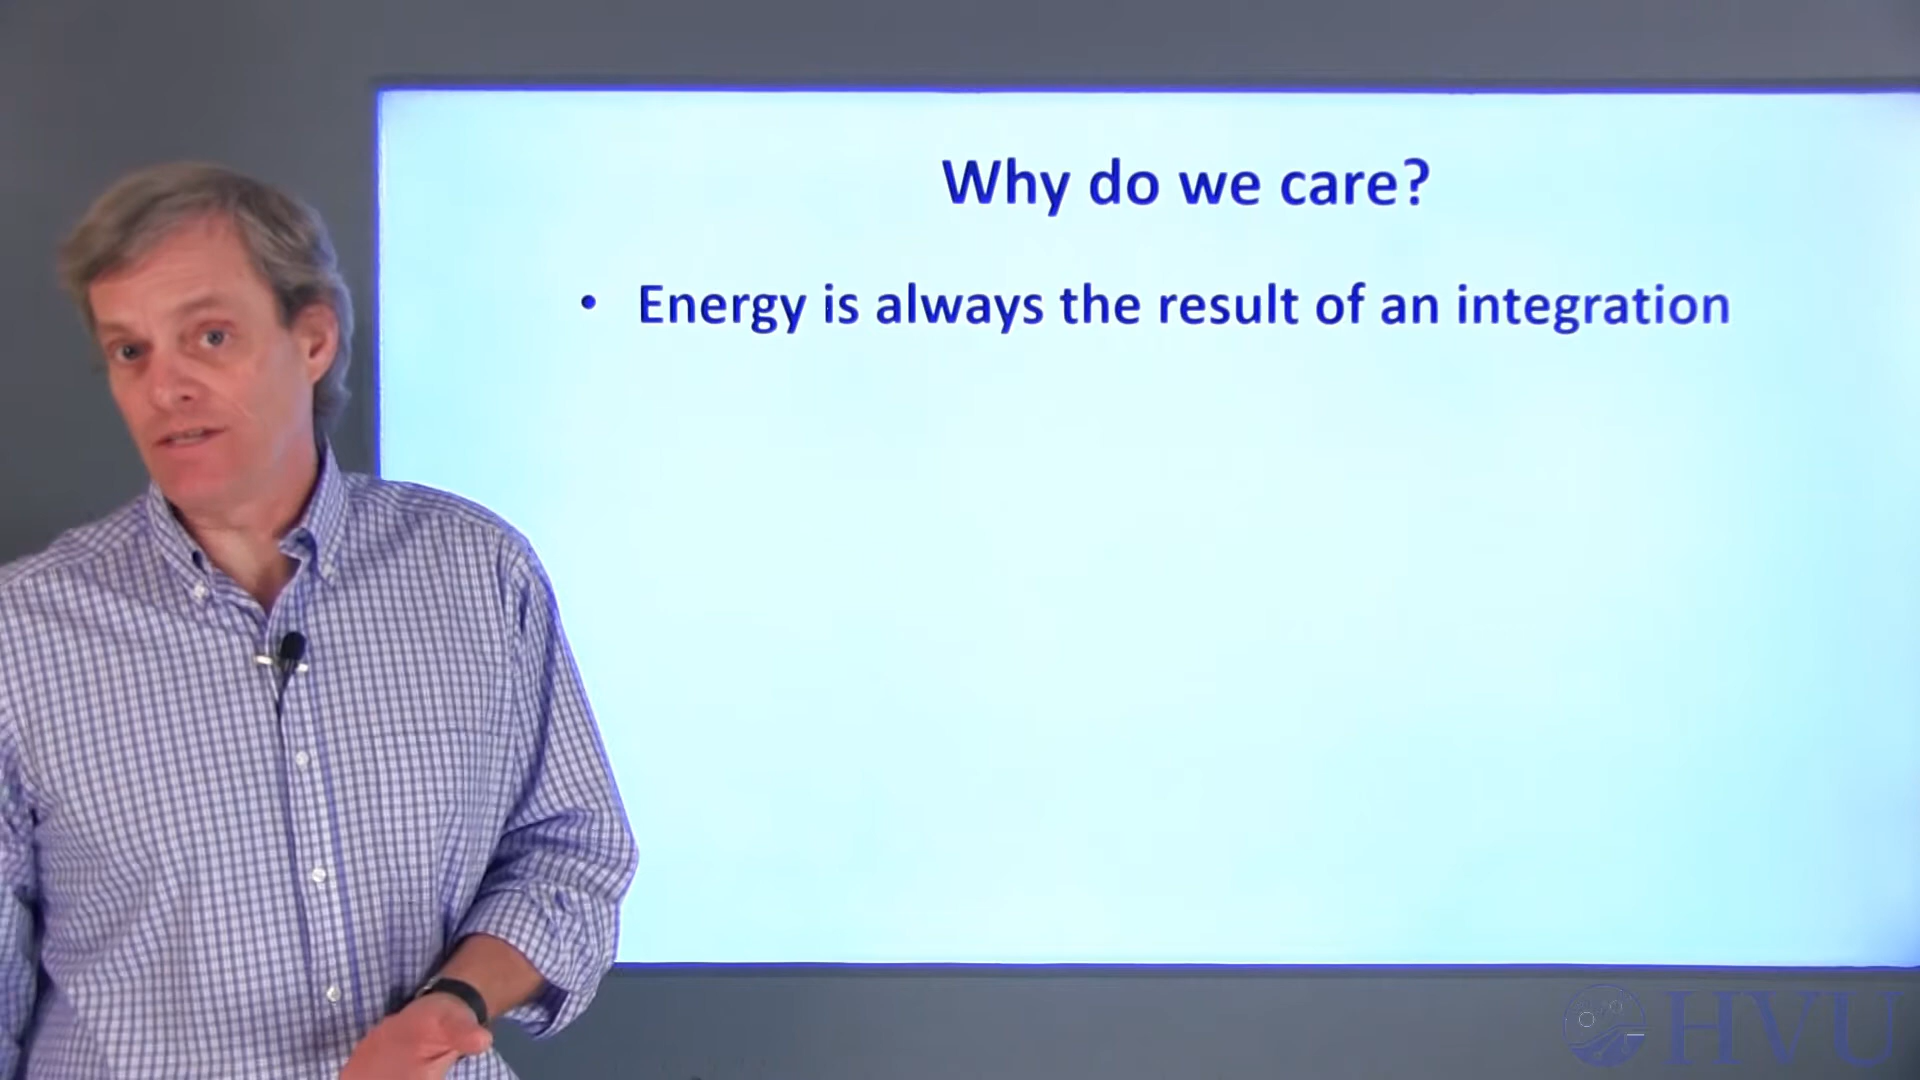 Why do we care?
• Energy is always the result of an integration
HVU